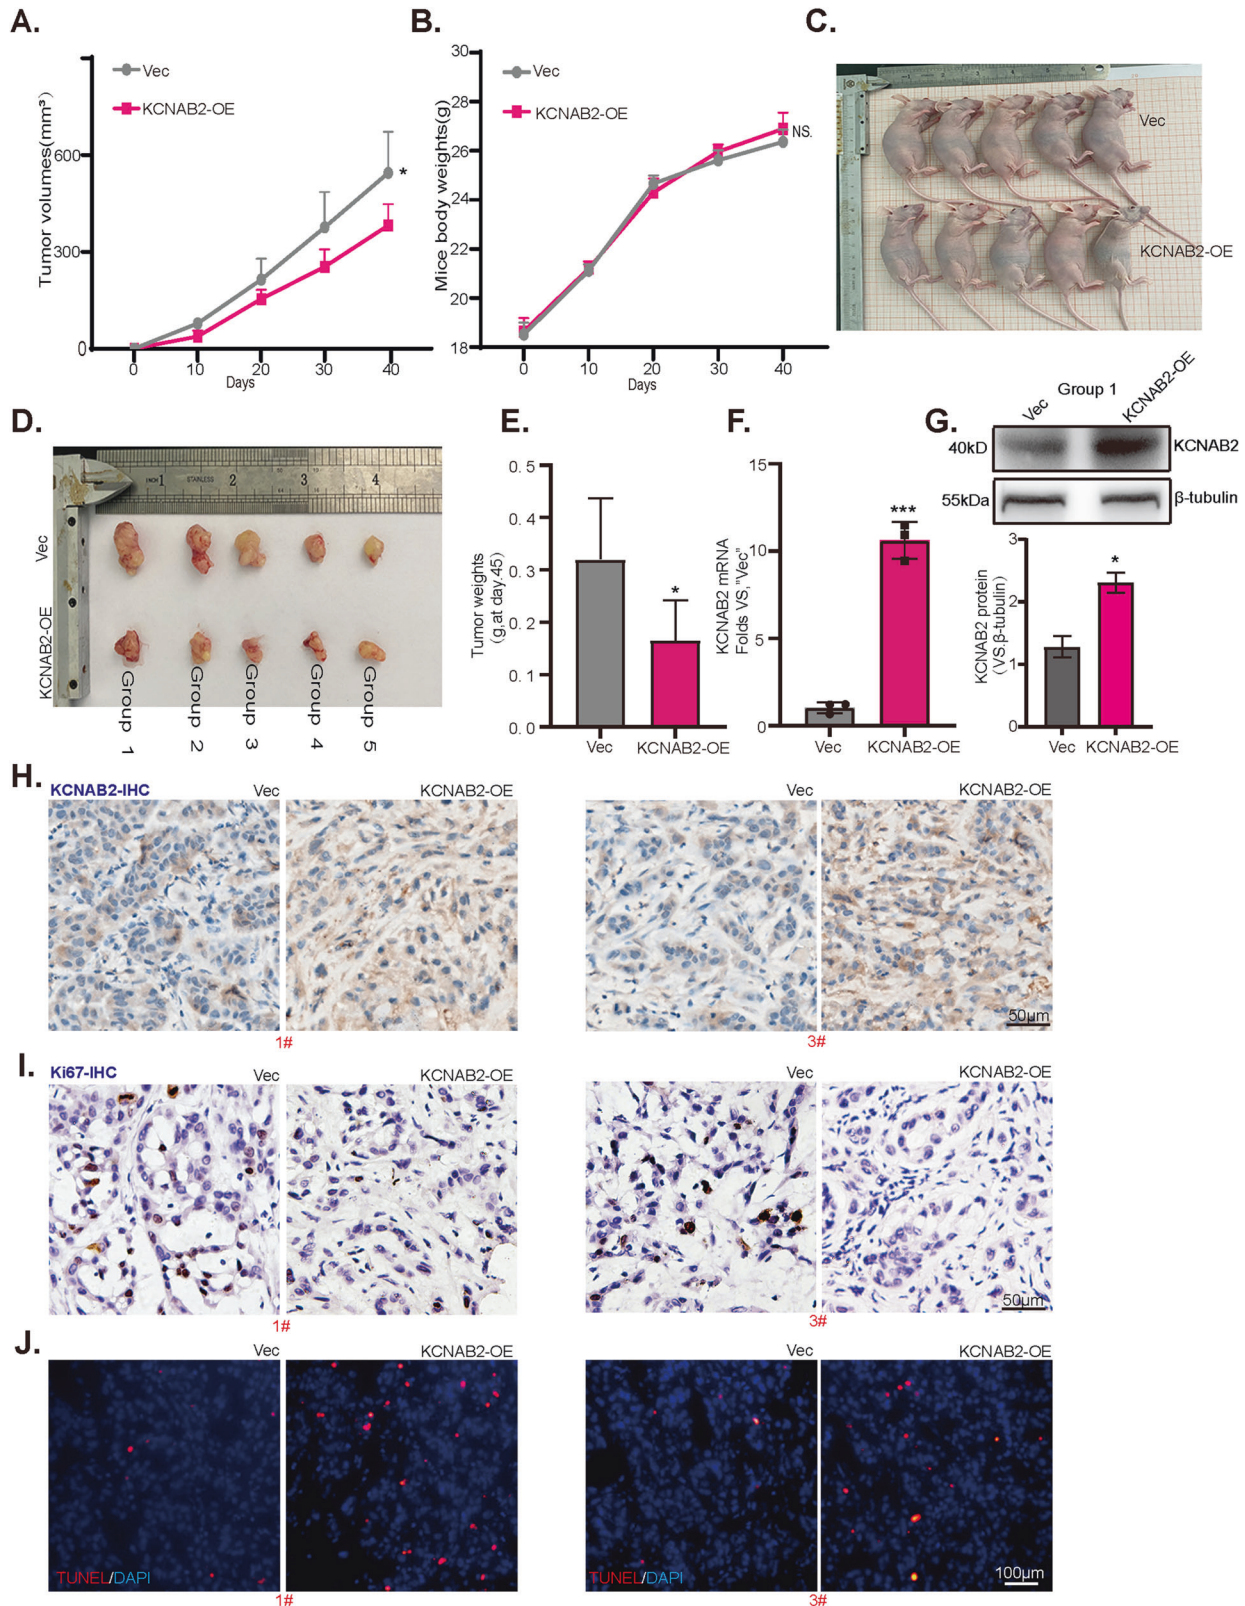 A.
Vec
KCNAB2-OE
Tumor volumes(mm³)
600
300
0
*
0 10 20 30 40
Days
B.
Vec
KCNAB2-OE
Mice body weights(g)
30
28
26
24
22
20
18
NS.
0 10 20 30 40
Days
C.
Vec
KCNAB2-OE
D.
INCH 1 STAINLESS 2 3 4
Vec
KCNAB2-OE
Group 1
Group 2
Group 3
Group 4
Group 5
E.
Tumor weights
(g,at day.45)
0.5
0.4
0.3
0.2
0.1
0.0
*
Vec KCNAB2-OE
F.
KCNAB2 mRNA
Folds VS,"Vec"
15
10
5
0
***
Vec KCNAB2-OE
G.
Group 1
Vec KCNAB2-OE
40kD KCNAB2
55kDa β-tubulin
KCNAB2 protein
(VS.β-tubulin)
3
2
1
0
*
Vec KCNAB2-OE
H.
KCNAB2-IHC Vec KCNAB2-OE Vec KCNAB2-OE
50μm
1# 3#
I.
Ki67-IHC Vec KCNAB2-OE Vec KCNAB2-OE
50μm
1# 3#
J.
Vec KCNAB2-OE Vec KCNAB2-OE
TUNEL/DAPI TUNEL/DAPI 100μm
1# 3#